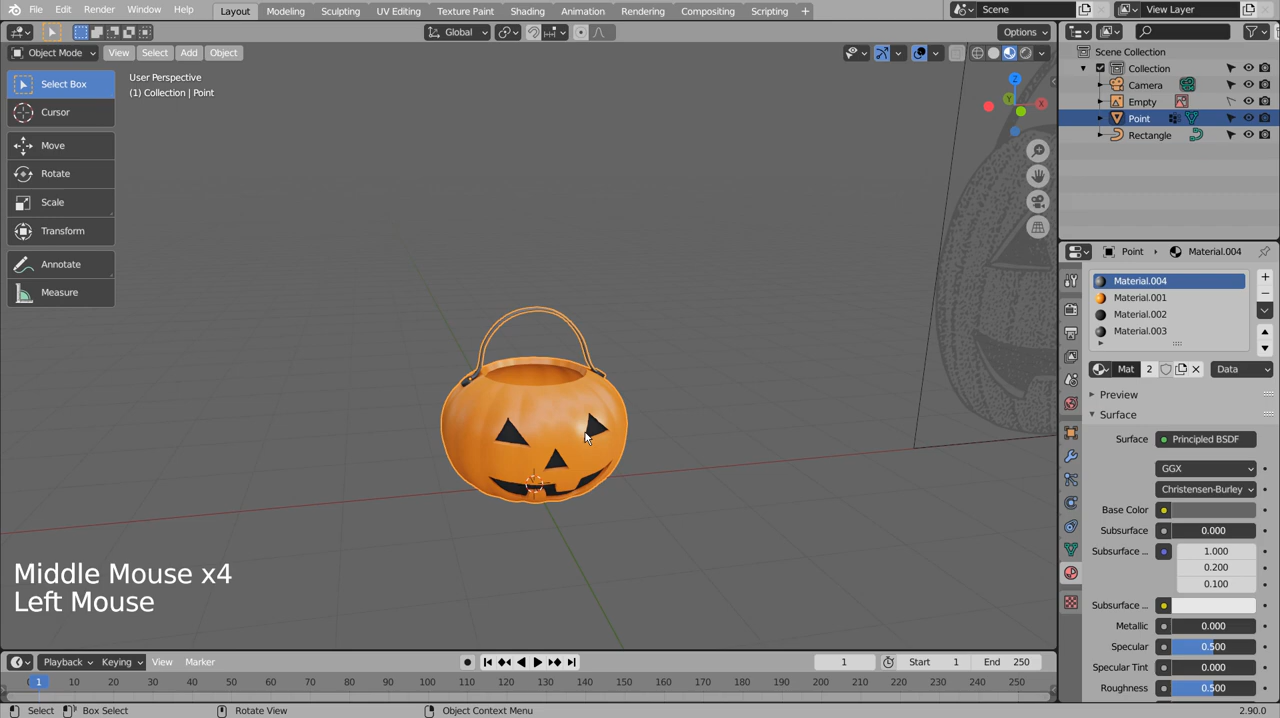 File Edit Render Window Help Layout Modeling Sculpting UV Editing Texture Paint Shading Animation Rendering Compositing Scripting + Scene View Layer
Global Options
Object Mode View Select Add Object
Select Box
Cursor
Move
Rotate
Scale
Transform
Annotate
Measure
User Perspective
(1) Collection | Point
Z
Y
X
Middle Mouse x4
Left Mouse
Scene Collection
Collection
Camera
Empty
Point
Rectangle
Point Material.004
Material.004
Material.001
Material.002
Material.003
Mat 2 Data
Preview
Surface
Surface Principled BSDF
GGX
Christensen-Burley
Base Color
Subsurface 0.000
Subsurface .. 1.000
0.200
0.100
Subsurface ..
Metallic 0.000
Specular 0.500
Specular Tint 0.000
Roughness 0.500
Playback Keying View Marker 1 Start 1 End 250
1 10 20 30 40 50 60 70 80 90 100 110 120 130 140 150 160 170 180 190 200 210 220 230 240 250
Select Box Select Rotate View Object Context Menu 2.90.0